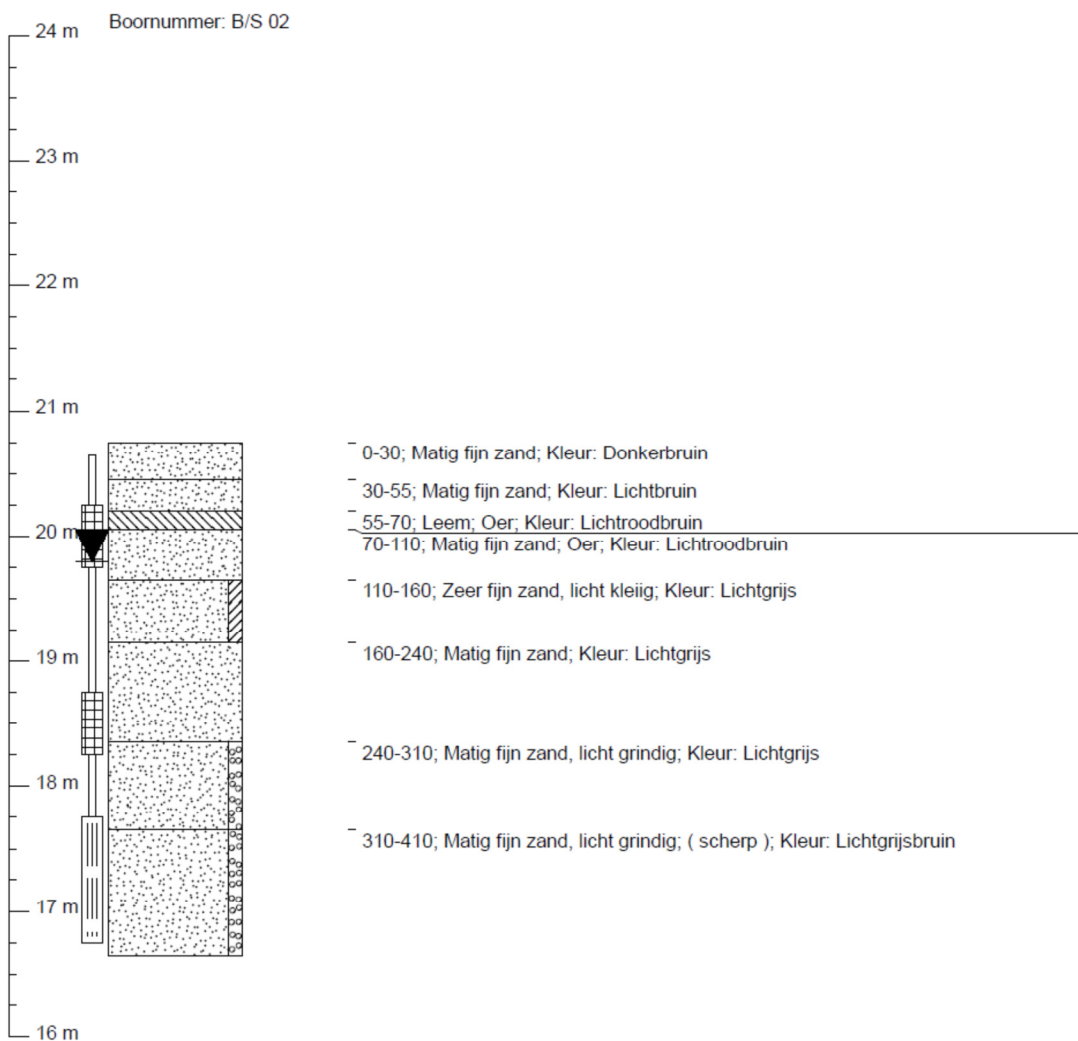 Boornummer: B/S 02
24 m
23 m
22 m
21 m
0-30; Matig fijn zand; Kleur: Donkerbruin
30-55; Matig fijn zand; Kleur: Lichtbruin
55-70; Leem; Oer; Kleur: Lichtroodbruin
20 m
70-110; Matig fijn zand; Oer; Kleur: Lichtroodbruin
110-160; Zeer fijn zand, licht kleiig; Kleur: Lichtgrijs
19 m
160-240; Matig fijn zand; Kleur: Lichtgrijs
240-310; Matig fijn zand, licht grindig; Kleur: Lichtgrijs
18 m
310-410; Matig fijn zand, licht grindig; ( scherp ); Kleur: Lichtgrijsbruin
17 m
16 m